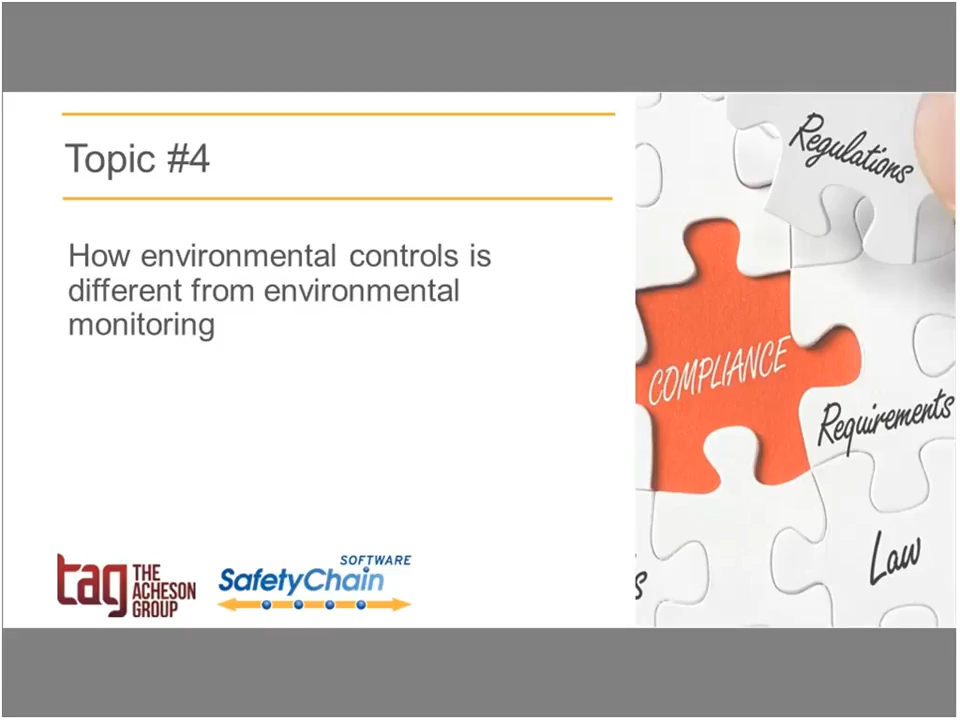 Topic #4
How environmental controls is
different from environmental
monitoring
tag THE
ACHESON
GROUP
SOFTWARE
SafetyChain
Regulations
COMPLIANCE
Requirements
Law
s